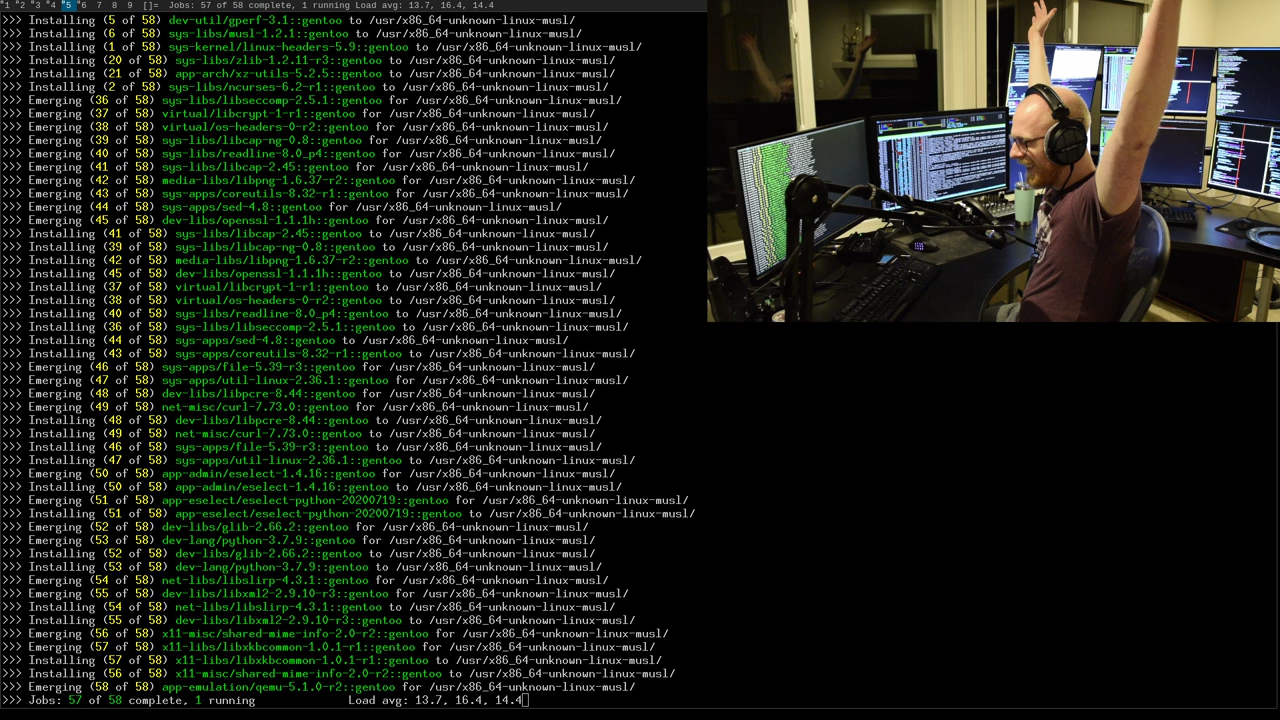 *1 *2 *3 *4 *5 *6 7 8 9 []= Jobs: 57 of 58 complete, 1 running Load avg: 13.7, 16.4, 14.4
>>> Installing (5 of 58) dev-util/gperf-3.1::gentoo to /usr/x86_64-unknown-linux-musl/
>>> Installing (6 of 58) sys-libs/musl-1.2.1::gentoo to /usr/x86_64-unknown-linux-musl/
>>> Installing (1 of 58) sys-kernel/linux-headers-5.9::gentoo to /usr/x86_64-unknown-linux-musl/
>>> Installing (20 of 58) sys-libs/zlib-1.2.11-r3::gentoo to /usr/x86_64-unknown-linux-musl/
>>> Installing (21 of 58) app-arch/xz-utils-5.2.5::gentoo to /usr/x86_64-unknown-linux-musl/
>>> Installing (2 of 58) sys-libs/ncurses-6.2-r1::gentoo to /usr/x86_64-unknown-linux-musl/
>>> Emerging (36 of 58) sys-libs/libseccomp-2.5.1::gentoo for /usr/x86_64-unknown-linux-musl/
>>> Emerging (37 of 58) virtual/libcrypt-1-r1::gentoo for /usr/x86_64-unknown-linux-musl/
>>> Emerging (38 of 58) virtual/os-headers-0-r2::gentoo for /usr/x86_64-unknown-linux-musl/
>>> Emerging (39 of 58) sys-libs/libcap-ng-0.8::gentoo for /usr/x86_64-unknown-linux-musl/
>>> Emerging (40 of 58) sys-libs/readline-8.0_p4::gentoo for /usr/x86_64-unknown-linux-musl/
>>> Emerging (41 of 58) sys-libs/libcap-2.45::gentoo for /usr/x86_64-unknown-linux-musl/
>>> Emerging (42 of 58) media-libs/libpng-1.6.37-r2::gentoo for /usr/x86_64-unknown-linux-musl/
>>> Emerging (43 of 58) sys-apps/coreutils-8.32-r1::gentoo for /usr/x86_64-unknown-linux-musl/
>>> Emerging (44 of 58) sys-apps/sed-4.8::gentoo for /usr/x86_64-unknown-linux-musl/
>>> Emerging (45 of 58) dev-libs/openssl-1.1.1h::gentoo for /usr/x86_64-unknown-linux-musl/
>>> Installing (41 of 58) sys-libs/libcap-2.45::gentoo to /usr/x86_64-unknown-linux-musl/
>>> Installing (39 of 58) sys-libs/libcap-ng-0.8::gentoo to /usr/x86_64-unknown-linux-musl/
>>> Installing (42 of 58) media-libs/libpng-1.6.37-r2::gentoo to /usr/x86_64-unknown-linux-musl/
>>> Installing (45 of 58) dev-libs/openssl-1.1.1h::gentoo to /usr/x86_64-unknown-linux-musl/
>>> Installing (37 of 58) virtual/libcrypt-1-r1::gentoo to /usr/x86_64-unknown-linux-musl/
>>> Installing (38 of 58) virtual/os-headers-0-r2::gentoo to /usr/x86_64-unknown-linux-musl/
>>> Installing (40 of 58) sys-libs/readline-8.0_p4::gentoo to /usr/x86_64-unknown-linux-musl/
>>> Installing (36 of 58) sys-libs/libseccomp-2.5.1::gentoo to /usr/x86_64-unknown-linux-musl/
>>> Installing (44 of 58) sys-apps/sed-4.8::gentoo to /usr/x86_64-unknown-linux-musl/
>>> Installing (43 of 58) sys-apps/coreutils-8.32-r1::gentoo to /usr/x86_64-unknown-linux-musl/
>>> Emerging (46 of 58) sys-apps/file-5.39-r3::gentoo for /usr/x86_64-unknown-linux-musl/
>>> Emerging (47 of 58) sys-apps/util-linux-2.36.1::gentoo for /usr/x86_64-unknown-linux-musl/
>>> Emerging (48 of 58) dev-libs/libpcre-8.44::gentoo for /usr/x86_64-unknown-linux-musl/
>>> Emerging (49 of 58) net-misc/curl-7.73.0::gentoo for /usr/x86_64-unknown-linux-musl/
>>> Installing (48 of 58) dev-libs/libpcre-8.44::gentoo to /usr/x86_64-unknown-linux-musl/
>>> Installing (49 of 58) net-misc/curl-7.73.0::gentoo to /usr/x86_64-unknown-linux-musl/
>>> Installing (46 of 58) sys-apps/file-5.39-r3::gentoo to /usr/x86_64-unknown-linux-musl/
>>> Installing (47 of 58) sys-apps/util-linux-2.36.1::gentoo to /usr/x86_64-unknown-linux-musl/
>>> Emerging (50 of 58) app-admin/eselect-1.4.16::gentoo for /usr/x86_64-unknown-linux-musl/
>>> Installing (50 of 58) app-admin/eselect-1.4.16::gentoo to /usr/x86_64-unknown-linux-musl/
>>> Emerging (51 of 58) app-eselect/eselect-python-20200719::gentoo for /usr/x86_64-unknown-linux-musl/
>>> Installing (51 of 58) app-eselect/eselect-python-20200719::gentoo to /usr/x86_64-unknown-linux-musl/
>>> Emerging (52 of 58) dev-libs/glib-2.66.2::gentoo for /usr/x86_64-unknown-linux-musl/
>>> Emerging (53 of 58) dev-lang/python-3.7.9::gentoo for /usr/x86_64-unknown-linux-musl/
>>> Installing (52 of 58) dev-libs/glib-2.66.2::gentoo to /usr/x86_64-unknown-linux-musl/
>>> Installing (53 of 58) dev-lang/python-3.7.9::gentoo to /usr/x86_64-unknown-linux-musl/
>>> Emerging (54 of 58) net-libs/libslirp-4.3.1::gentoo for /usr/x86_64-unknown-linux-musl/
>>> Emerging (55 of 58) dev-libs/libxml2-2.9.10-r3::gentoo for /usr/x86_64-unknown-linux-musl/
>>> Installing (54 of 58) net-libs/libslirp-4.3.1::gentoo to /usr/x86_64-unknown-linux-musl/
>>> Installing (55 of 58) dev-libs/libxml2-2.9.10-r3::gentoo to /usr/x86_64-unknown-linux-musl/
>>> Emerging (56 of 58) x11-misc/shared-mime-info-2.0-r2::gentoo for /usr/x86_64-unknown-linux-musl/
>>> Emerging (57 of 58) x11-libs/libxkbcommon-1.0.1-r1::gentoo for /usr/x86_64-unknown-linux-musl/
>>> Installing (57 of 58) x11-libs/libxkbcommon-1.0.1-r1::gentoo to /usr/x86_64-unknown-linux-musl/
>>> Installing (56 of 58) x11-misc/shared-mime-info-2.0-r2::gentoo to /usr/x86_64-unknown-linux-musl/
>>> Emerging (58 of 58) app-emulation/qemu-5.1.0-r2::gentoo for /usr/x86_64-unknown-linux-musl/
>>> Jobs: 57 of 58 complete, 1 running Load avg: 13.7, 16.4, 14.4